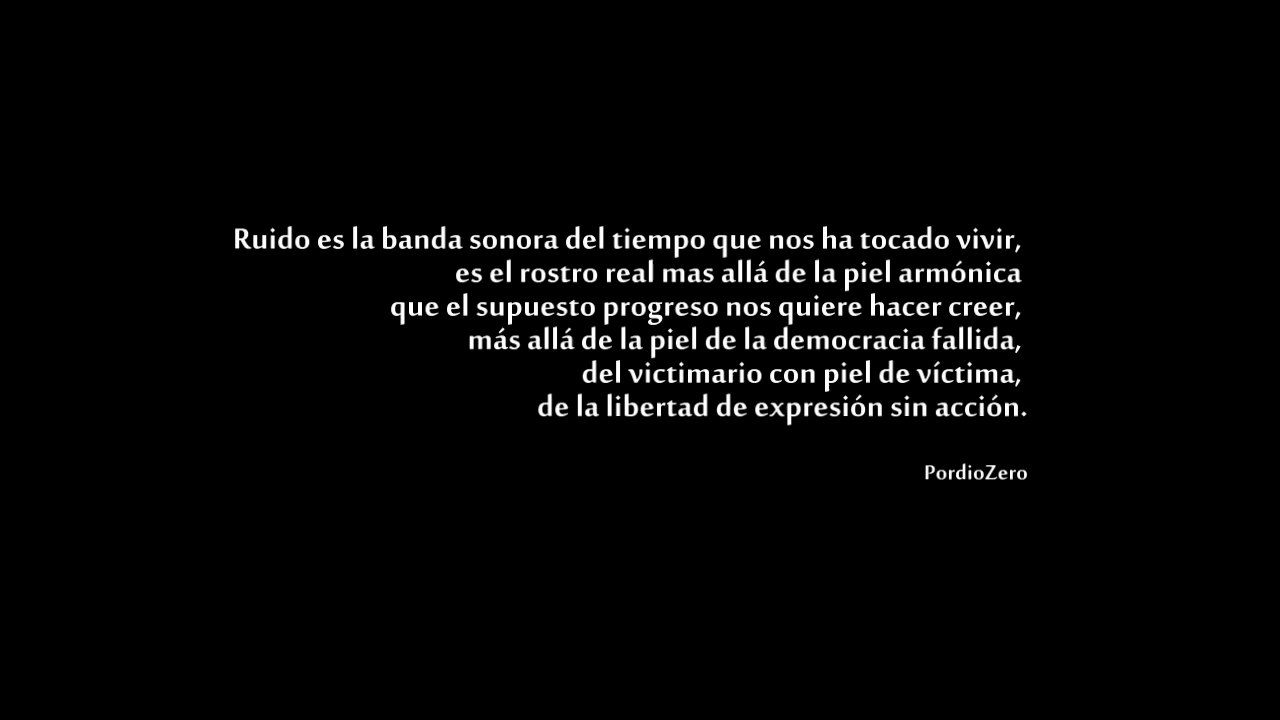 Ruido es la banda sonora del tiempo que nos ha tocado vivir,
es el rostro real mas allá de la piel armónica
que el supuesto progreso nos quiere hacer creer,
más allá de la piel de la democracia fallida,
del victimario con piel de víctima,
de la libertad de expresión sin acción.
PordioZero